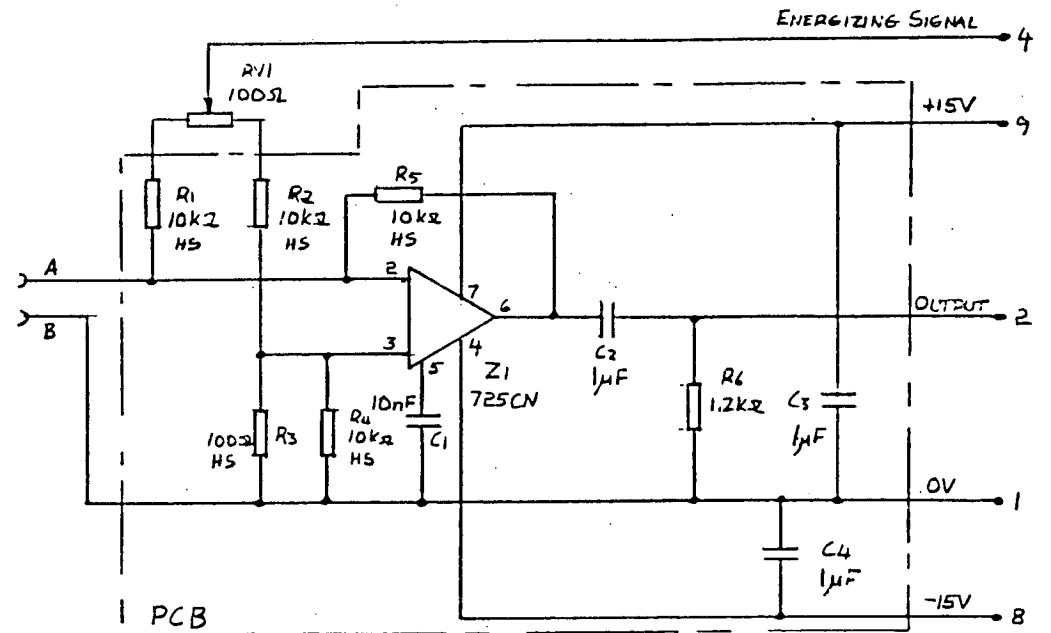 ENERGIZING SIGNAL
4
RV1
100Ω
+15V
9
R1
10kΩ
HS
R2
10kΩ
HS
R5
10kΩ
HS
A
B
2
7
6
3
4
5
Z1
725CN
OUTPUT
2
C2
1µF
R6
1.2kΩ
C3
1µF
10nF
C1
100Ω
HS
R3
R4
10kΩ
HS
0V
1
C4
1µF
-15V
8
PCB